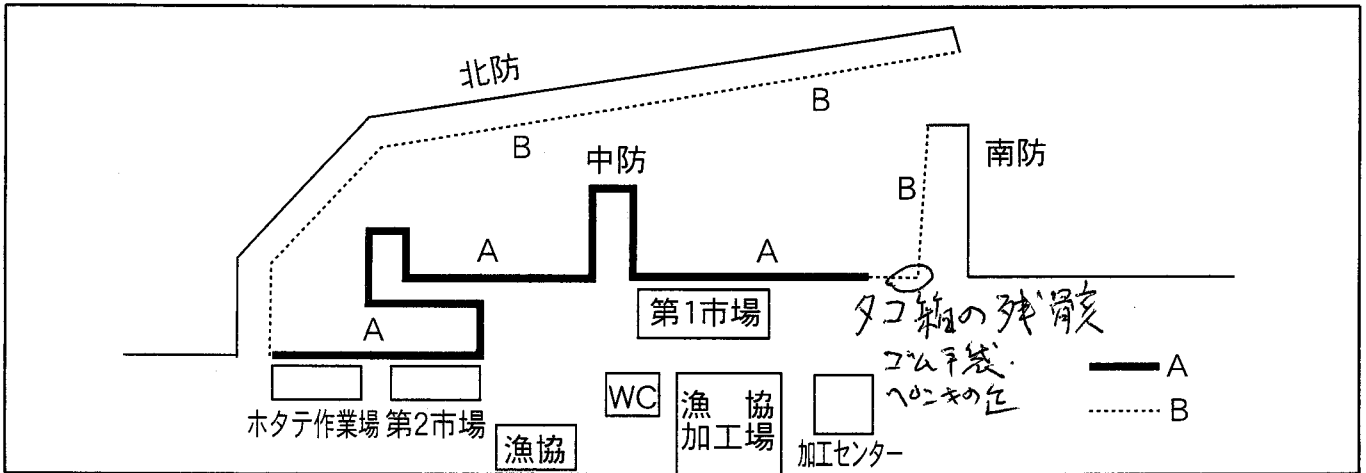 北防
B
B
中防
南防
B
A
A
第1市場
タコ箱の残骸
A
ゴム手袋.
A
ペンキの缶
B
WC
漁協
加工場
ホタテ作業場
第2市場
漁協
加工センター